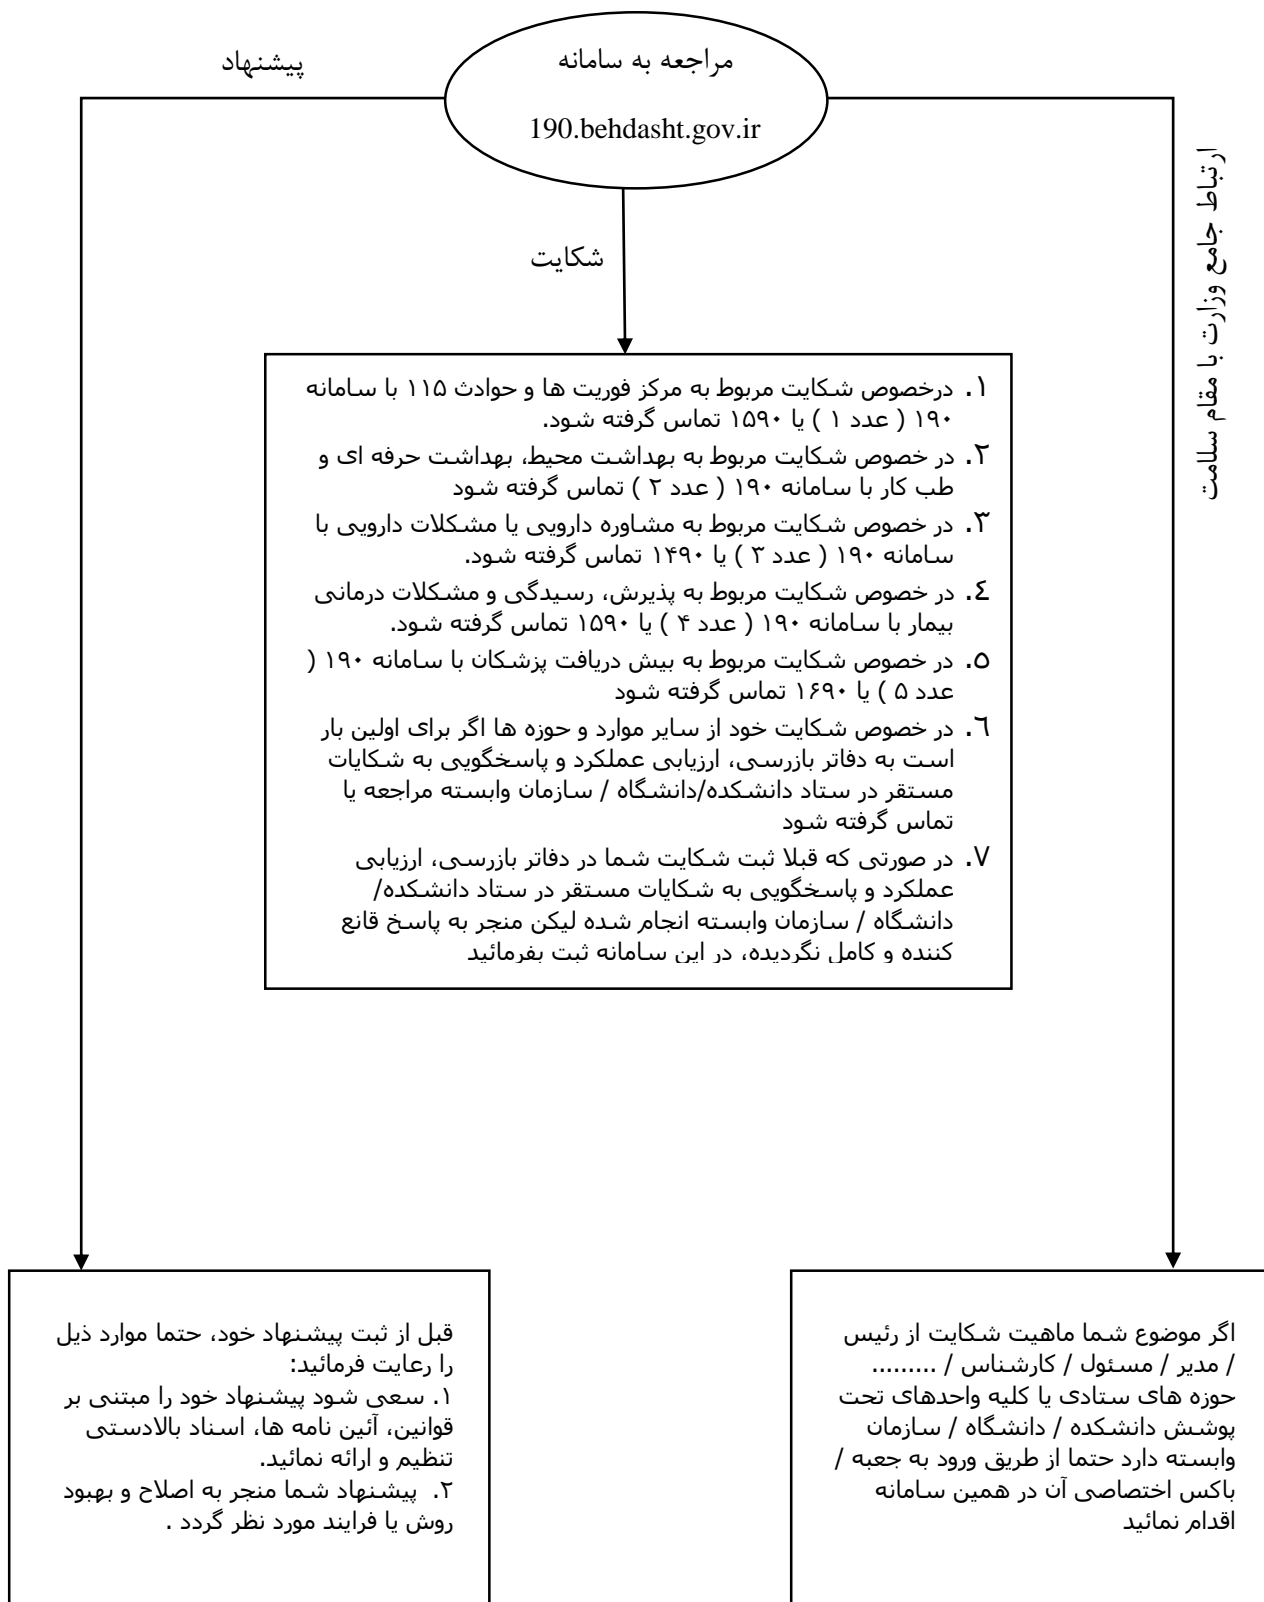 مراجعه به سامانه
190.behdasht.gov.ir
پیشنهاد
شکایت
ارتباط جامع وزارت با مقام سلامت
۱. درخصوص شکایت مربوط به مرکز فوریت ها و حوادث ۱۱۵ با سامانه
۱۹۰ ( عدد ۱ ) یا ۱۵۹۰ تماس گرفته شود.
۲. در خصوص شکایت مربوط به بهداشت محیط، بهداشت حرفه ای و
طب کار با سامانه ۱۹۰ ( عدد ۲ ) تماس گرفته شود
۳. در خصوص شکایت مربوط به مشاوره دارویی یا مشکلات دارویی با
سامانه ۱۹۰ ( عدد ۳ ) یا ۱۴۹۰ تماس گرفته شود.
٤. در خصوص شکایت مربوط به پذیرش، رسیدگی و مشکلات درمانی
بیمار با سامانه ۱۹۰ ( عدد ۴ ) یا ۱۵۹۰ تماس گرفته شود.
٥. در خصوص شکایت مربوط به بیش دریافت پزشکان با سامانه ۱۹۰ (
عدد ۵ ) یا ۱۶۹۰ تماس گرفته شود
٦. در خصوص شکایت خود از سایر موارد و حوزه ها اگر برای اولین بار
است به دفاتر بازرسی، ارزیابی عملکرد و پاسخگویی به شکایات
مستقر در ستاد دانشکده/دانشگاه / سازمان وابسته مراجعه یا
تماس گرفته شود
۷. در صورتی که قبلا ثبت شکایت شما در دفاتر بازرسی، ارزیابی
عملکرد و پاسخگویی به شکایات مستقر در ستاد دانشکده/
دانشگاه / سازمان وابسته انجام شده لیکن منجر به پاسخ قانع
کننده و کامل نگردیده، در این سامانه ثبت بفرمائید
اگر موضوع شما ماهیت شکایت از رئیس
/ مدیر / مسئول / کارشناس / .........
حوزه های ستادی یا کلیه واحدهای تحت
پوشش دانشکده / دانشگاه / سازمان
وابسته دارد حتما از طریق ورود به جعبه /
باکس اختصاصی آن در همین سامانه
اقدام نمائید
قبل از ثبت پیشنهاد خود، حتما موارد ذیل
را رعایت فرمائید:
۱. سعی شود پیشنهاد خود را مبتنی بر
قوانین، آئین نامه ها، اسناد بالادستی
تنظیم و ارائه نمائید.
۲. پیشنهاد شما منجر به اصلاح و بهبود
روش یا فرایند مورد نظر گردد .